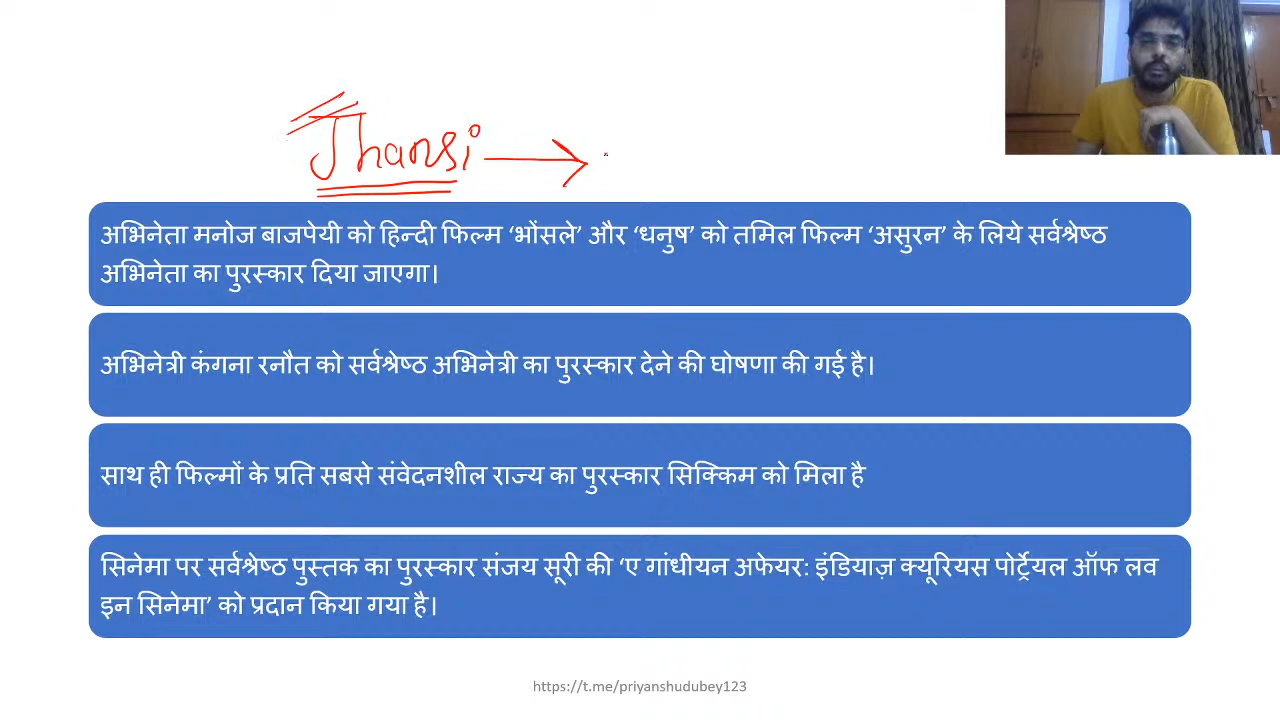 Jhansi
अभिनेता मनोज बाजपेयी को हिन्दी फिल्म ‘भोंसले’ और ‘धनुष’ को तमिल फिल्म ‘असुरन’ के लिये सर्वश्रेष्ठ
अभिनेता का पुरस्कार दिया जाएगा।
अभिनेत्री कंगना रनौत को सर्वश्रेष्ठ अभिनेत्री का पुरस्कार देने की घोषणा की गई है।
साथ ही फिल्मों के प्रति सबसे संवेदनशील राज्य का पुरस्कार सिक्किम को मिला है
सिनेमा पर सर्वश्रेष्ठ पुस्तक का पुरस्कार संजय सूरी की ‘ए गांधीयन अफेयर: इंडियाज़ क्यूरियस पोर्ट्रेयल ऑफ लव
इन सिनेमा’ को प्रदान किया गया है।
https://t.me/priyanshudubey123